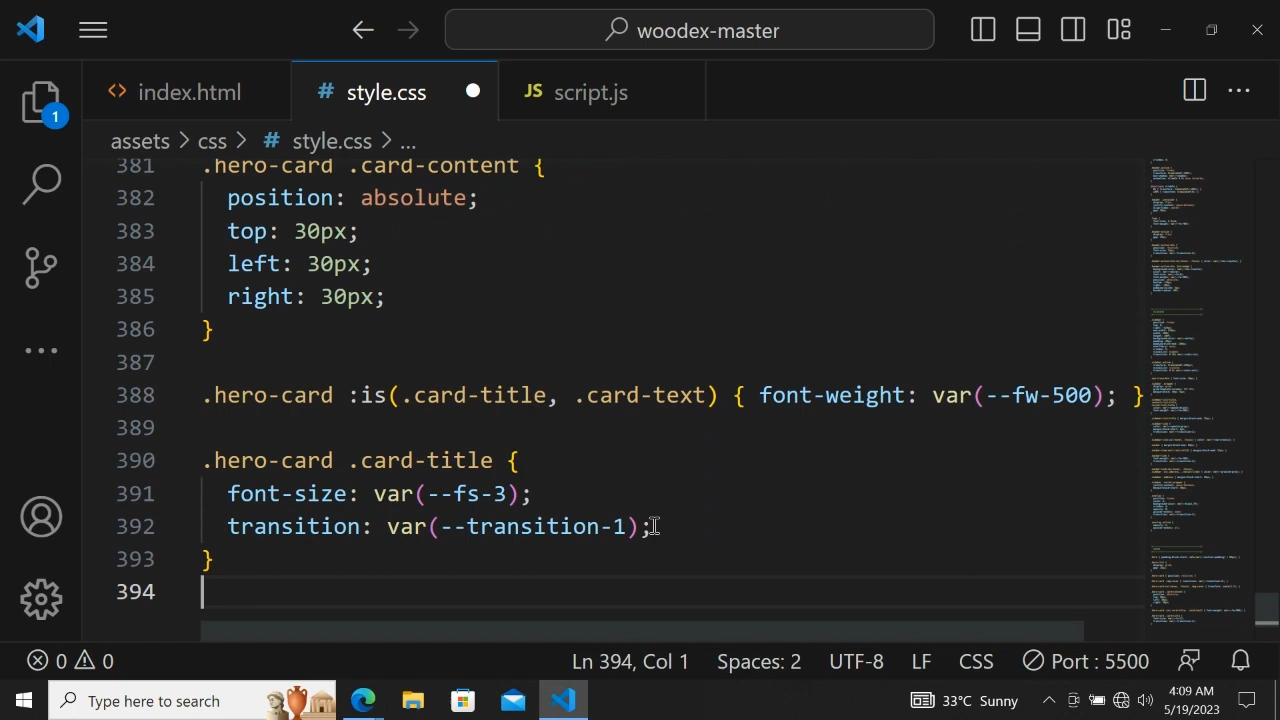 woodex-master
index.html
style.css
JS script.js
1
assets > css > # style.css > ...
381 .hero-card .card-content {
382 position: absolute;
383 top: 30px;
384 left: 30px;
385 right: 30px;
386 }
387
388 .hero-card :is(.card-title, .card-text) { font-weight: var(--fw-500); }
389
390 .hero-card .card-title {
391 font-size: var(--fs-3);
392 transition: var(--transition-1);
393 }
394
0 0 Ln 394, Col 1 Spaces: 2 UTF-8 LF CSS Port : 5500
Type here to search 33°C Sunny 4:09 AM
5/19/2023